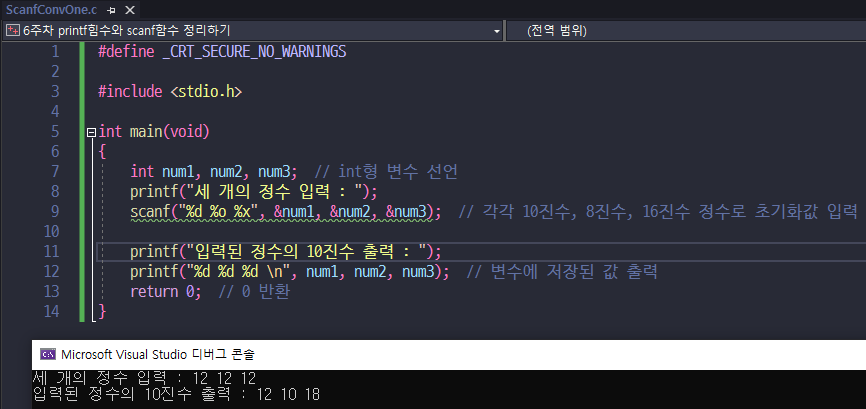 ScanfConvOne.c
6주차 printf힘수와 scanf함수 정리하기 (전역 범위)
1 #define _CRT_SECURE_NO_WARNINGS
2
3 #include <stdio.h>
4
5 int main(void)
6 {
7 int num1, num2, num3; // int형 변수 선언
8 printf("세 개의 정수 입력 : ");
9 scanf("%d %o %x", &num1, &num2, &num3); // 각각 10진수, 8진수, 16진수 정수로 초기화값 입력
10
11 printf("입력된 정수의 10진수 출력 : ");
12 printf("%d %d %d \n", num1, num2, num3); // 변수에 저장된 값 출력
13 return 0; // 0 반환
14 }
C:\ Microsoft Visual Studio 디버그 콘솔
세 개의 정수 입력 : 12 12 12
입력된 정수의 10진수 출력 : 12 10 18